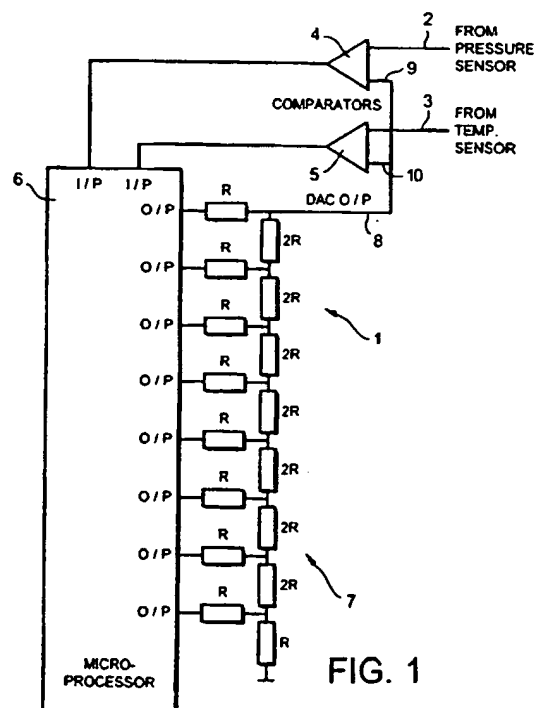 4
2
FROM
PRESSURE
SENSOR
9
COMPARATORS
3
FROM
TEMP.
SENSOR
6
5
10
I/P I/P
DAC O/P
8
O/P R
2R
O/P R
2R
1
O/P R
2R
O/P R
2R
O/P R
2R
O/P R
2R
O/P R
7
2R
O/P R
R
MICRO-
PROCESSOR
FIG. 1